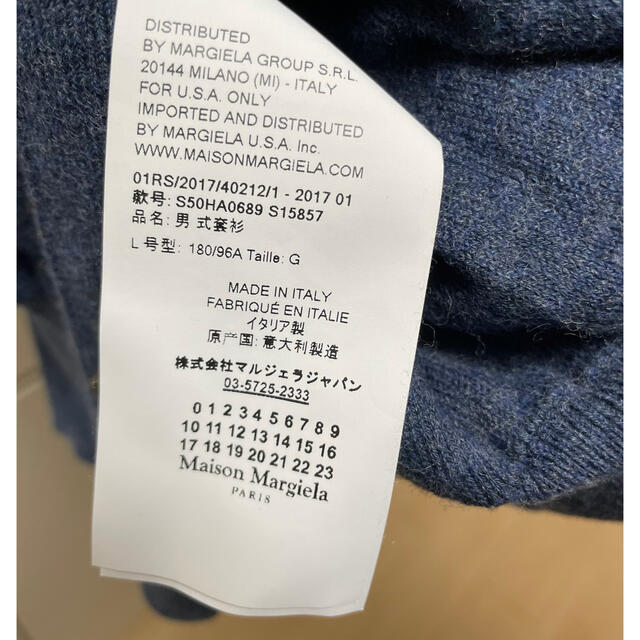 DISTRIBUTED
BY MARGIELA GROUP S.R.L.
20144 MILANO (MI) - ITALY
FOR U.S.A. ONLY
IMPORTED AND DISTRIBUTED
BY MARGIELA U.S.A. Inc.
WWW.MAISONMARGIELA.COM
01RS/2017/40212/1 - 2017 01
款号: S50HA0689 S15857
品名: 男 式套衫
L 号型: 180/96A Taille: G
MADE IN ITALY
FABRIQUÉ EN ITALIE
イタリア製
原产国: 意大利製造
株式会社マルジェラジャパン
03-5725-2333
0 1 2 3 4 5 6 7 8 9
10 11 12 13 14 15 16
17 18 19 20 21 22 23
Maison Margiela
PARIS